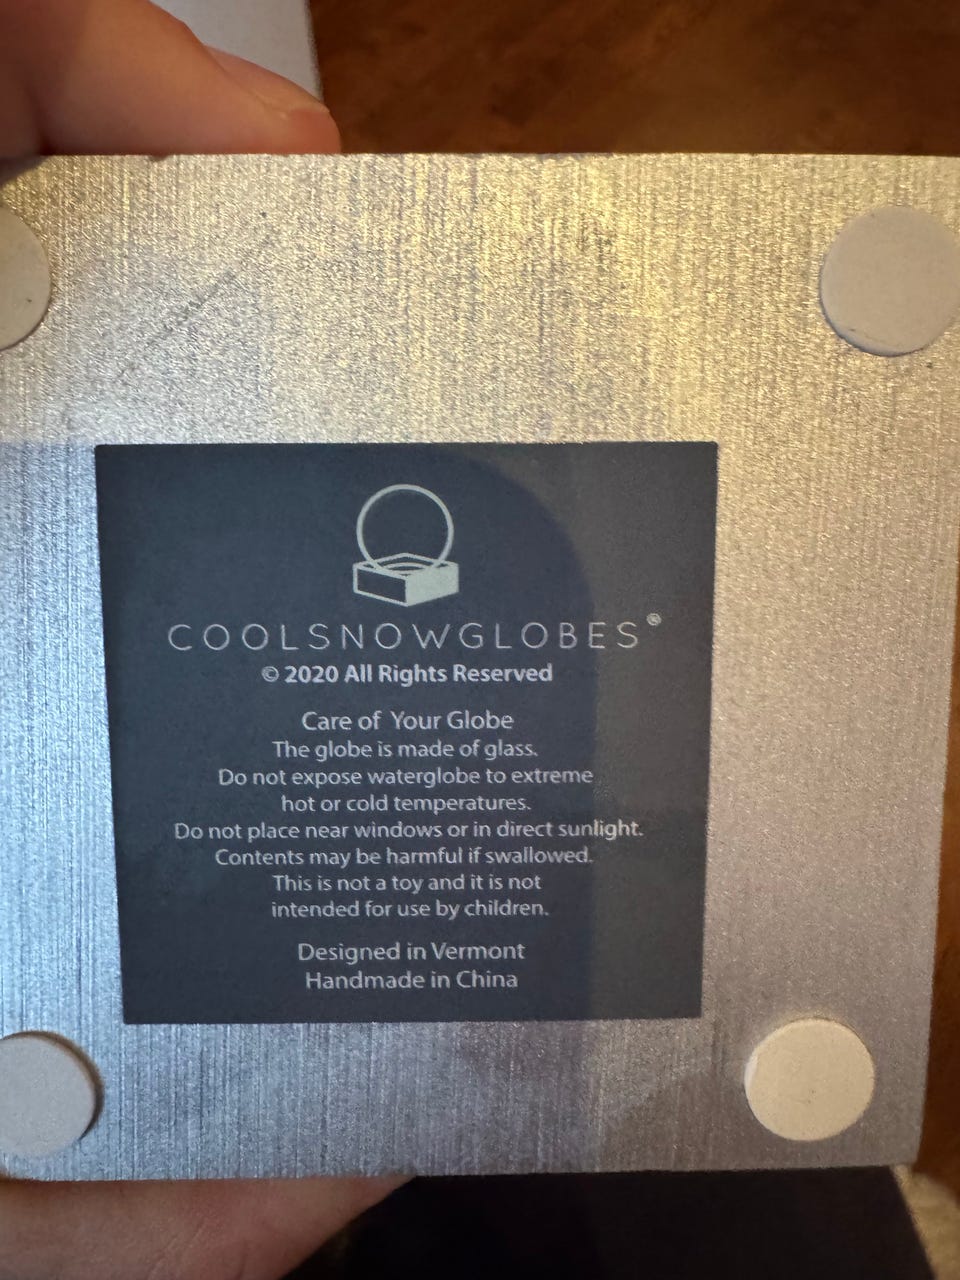 COOLSNOWGLOBES®
© 2020 All Rights Reserved
Care of Your Globe
The globe is made of glass.
Do not expose waterglobe to extreme
hot or cold temperatures.
Do not place near windows or in direct sunlight.
Contents may be harmful if swallowed.
This is not a toy and it is not
intended for use by children.
Designed in Vermont
Handmade in China